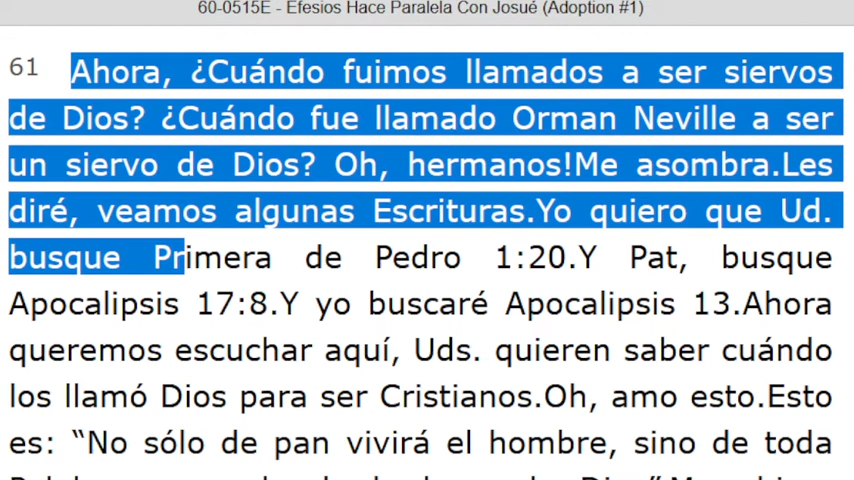 60-0515E - Efesios Hace Paralela Con Josué (Adoption #1)
61 Ahora, ¿Cuándo fuimos llamados a ser siervos
de Dios? ¿Cuándo fue llamado Orman Neville a ser
un siervo de Dios? Oh, hermanos!Me asombra.Les
diré, veamos algunas Escrituras.Yo quiero que Ud.
busque Primera de Pedro 1:20.Y Pat, busque
Apocalipsis 17:8.Y yo buscaré Apocalipsis 13.Ahora
queremos escuchar aquí, Uds. quieren saber cuándo
los llamó Dios para ser Cristianos.Oh, amo esto.Esto
es: “No sólo de pan vivirá el hombre, sino de toda